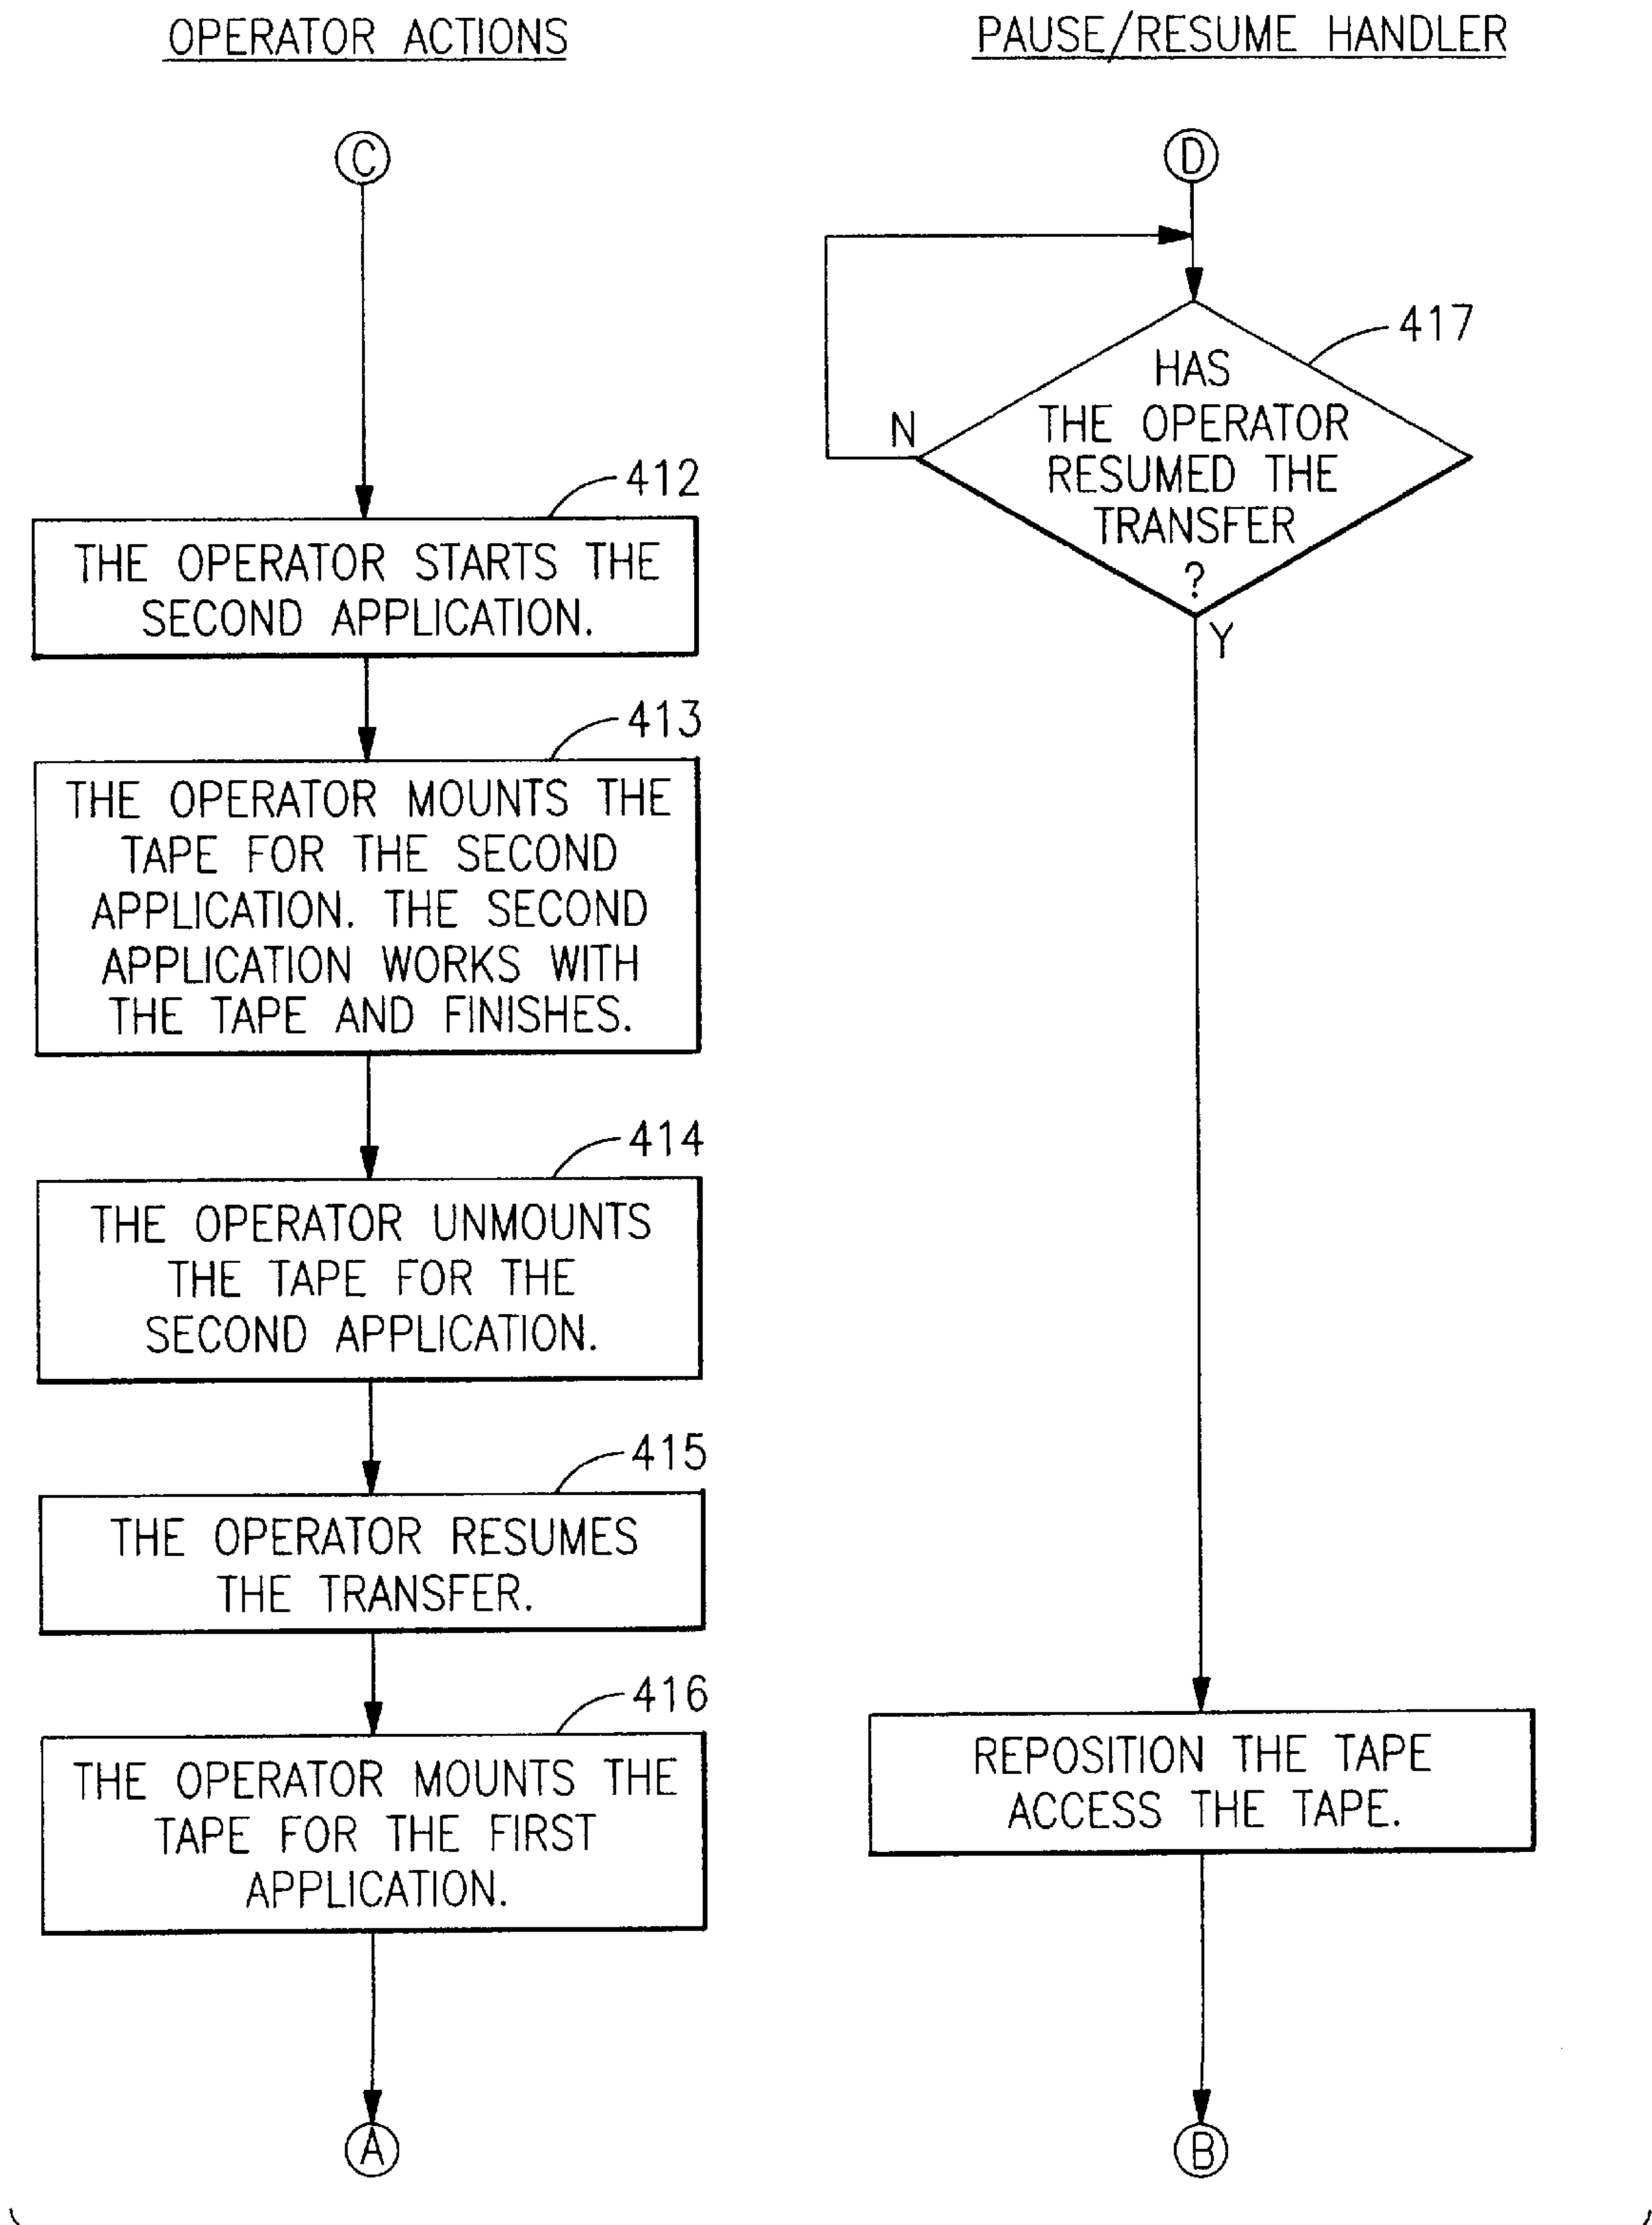 OPERATOR ACTIONS
C
412
THE OPERATOR STARTS THE
SECOND APPLICATION.
413
THE OPERATOR MOUNTS THE
TAPE FOR THE SECOND
APPLICATION. THE SECOND
APPLICATION WORKS WITH
THE TAPE AND FINISHES.
414
THE OPERATOR UNMOUNTS
THE TAPE FOR THE
SECOND APPLICATION.
415
THE OPERATOR RESUMES
THE TRANSFER.
416
THE OPERATOR MOUNTS THE
TAPE FOR THE FIRST
APPLICATION.
A
PAUSE/RESUME HANDLER
D
417
HAS
THE OPERATOR
RESUMED THE
TRANSFER
?
N
Y
REPOSITION THE TAPE
ACCESS THE TAPE.
B